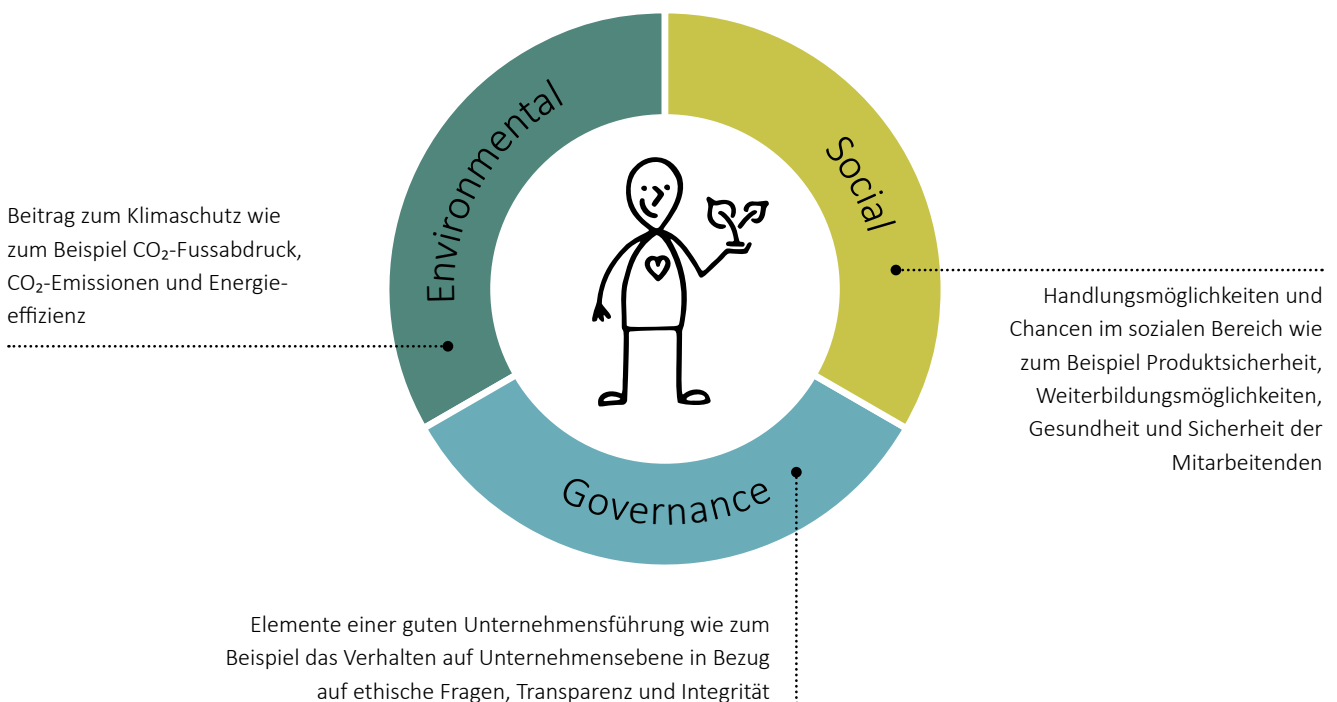 Environmental
Social
Beitrag zum Klimaschutz wie
zum Beispiel CO₂-Fussabdruck,
CO₂-Emissionen und Energie-
effizienz
Handlungsmöglichkeiten und
Chancen im sozialen Bereich wie
zum Beispiel Produktsicherheit,
Weiterbildungsmöglichkeiten,
Gesundheit und Sicherheit der
Mitarbeitenden
Governance
Elemente einer guten Unternehmensführung wie zum
Beispiel das Verhalten auf Unternehmensebene in Bezug
auf ethische Fragen, Transparenz und Integrität